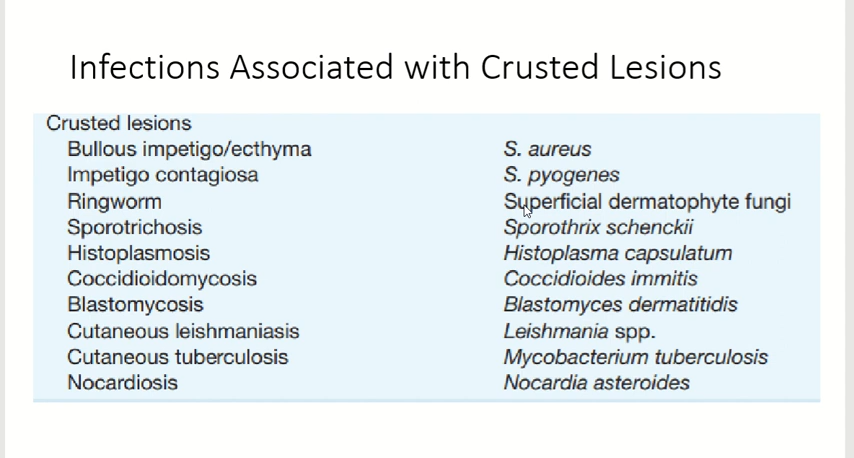 Infections Associated with Crusted Lesions
Crusted lesions
Bullous impetigo/ecthyma S. aureus
Impetigo contagiosa S. pyogenes
Ringworm Superficial dermatophyte fungi
Sporotrichosis Sporothrix schenckii
Histoplasmosis Histoplasma capsulatum
Coccidioidomycosis Coccidioides immitis
Blastomycosis Blastomyces dermatitidis
Cutaneous leishmaniasis Leishmania spp.
Cutaneous tuberculosis Mycobacterium tuberculosis
Nocardiosis Nocardia asteroides